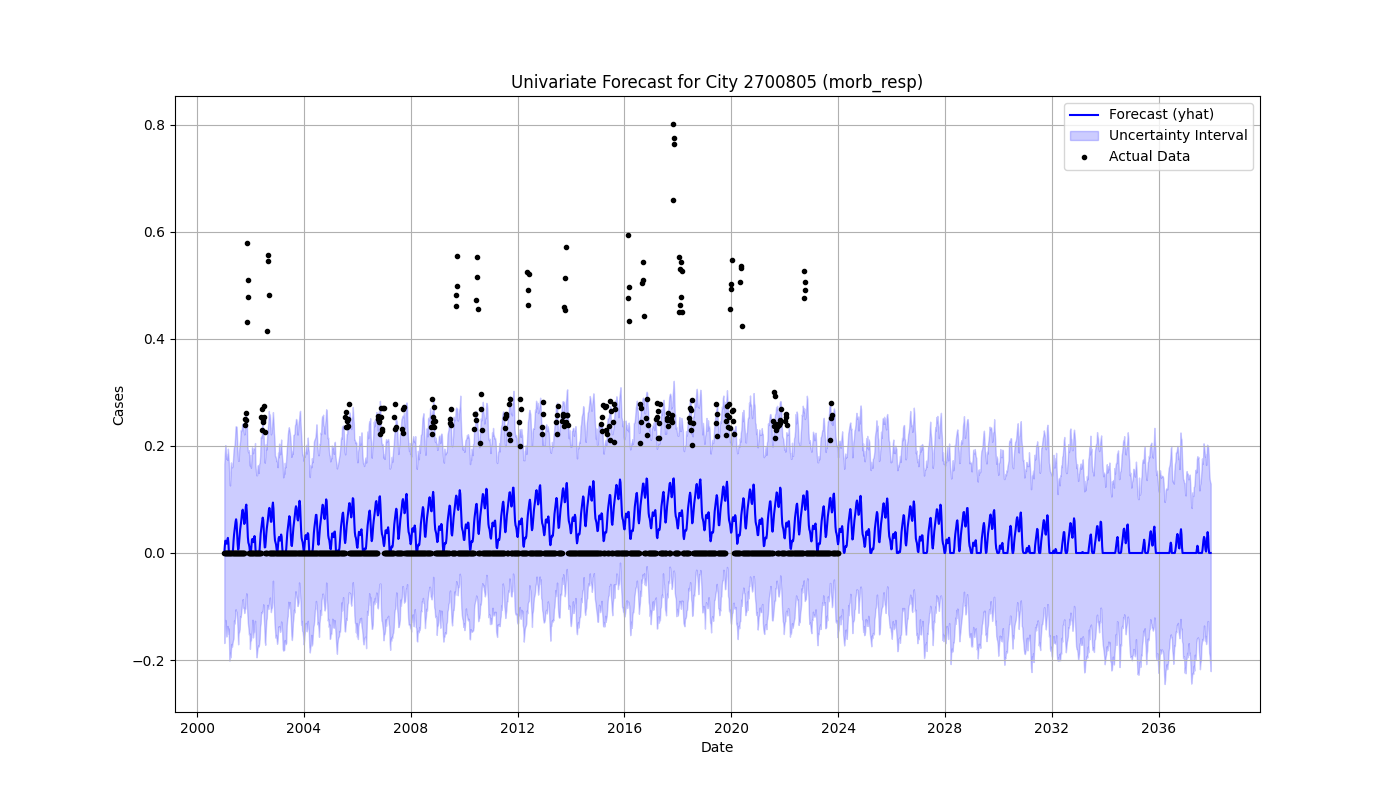 Univariate Forecast for City 2700805 (morb_resp)
Forecast (yhat)
Uncertainty Interval
Actual Data
Cases
0.8
0.6
0.4
0.2
0.0
−0.2
2000
2004
2008
2012
2016
2020
2024
2028
2032
2036
Date